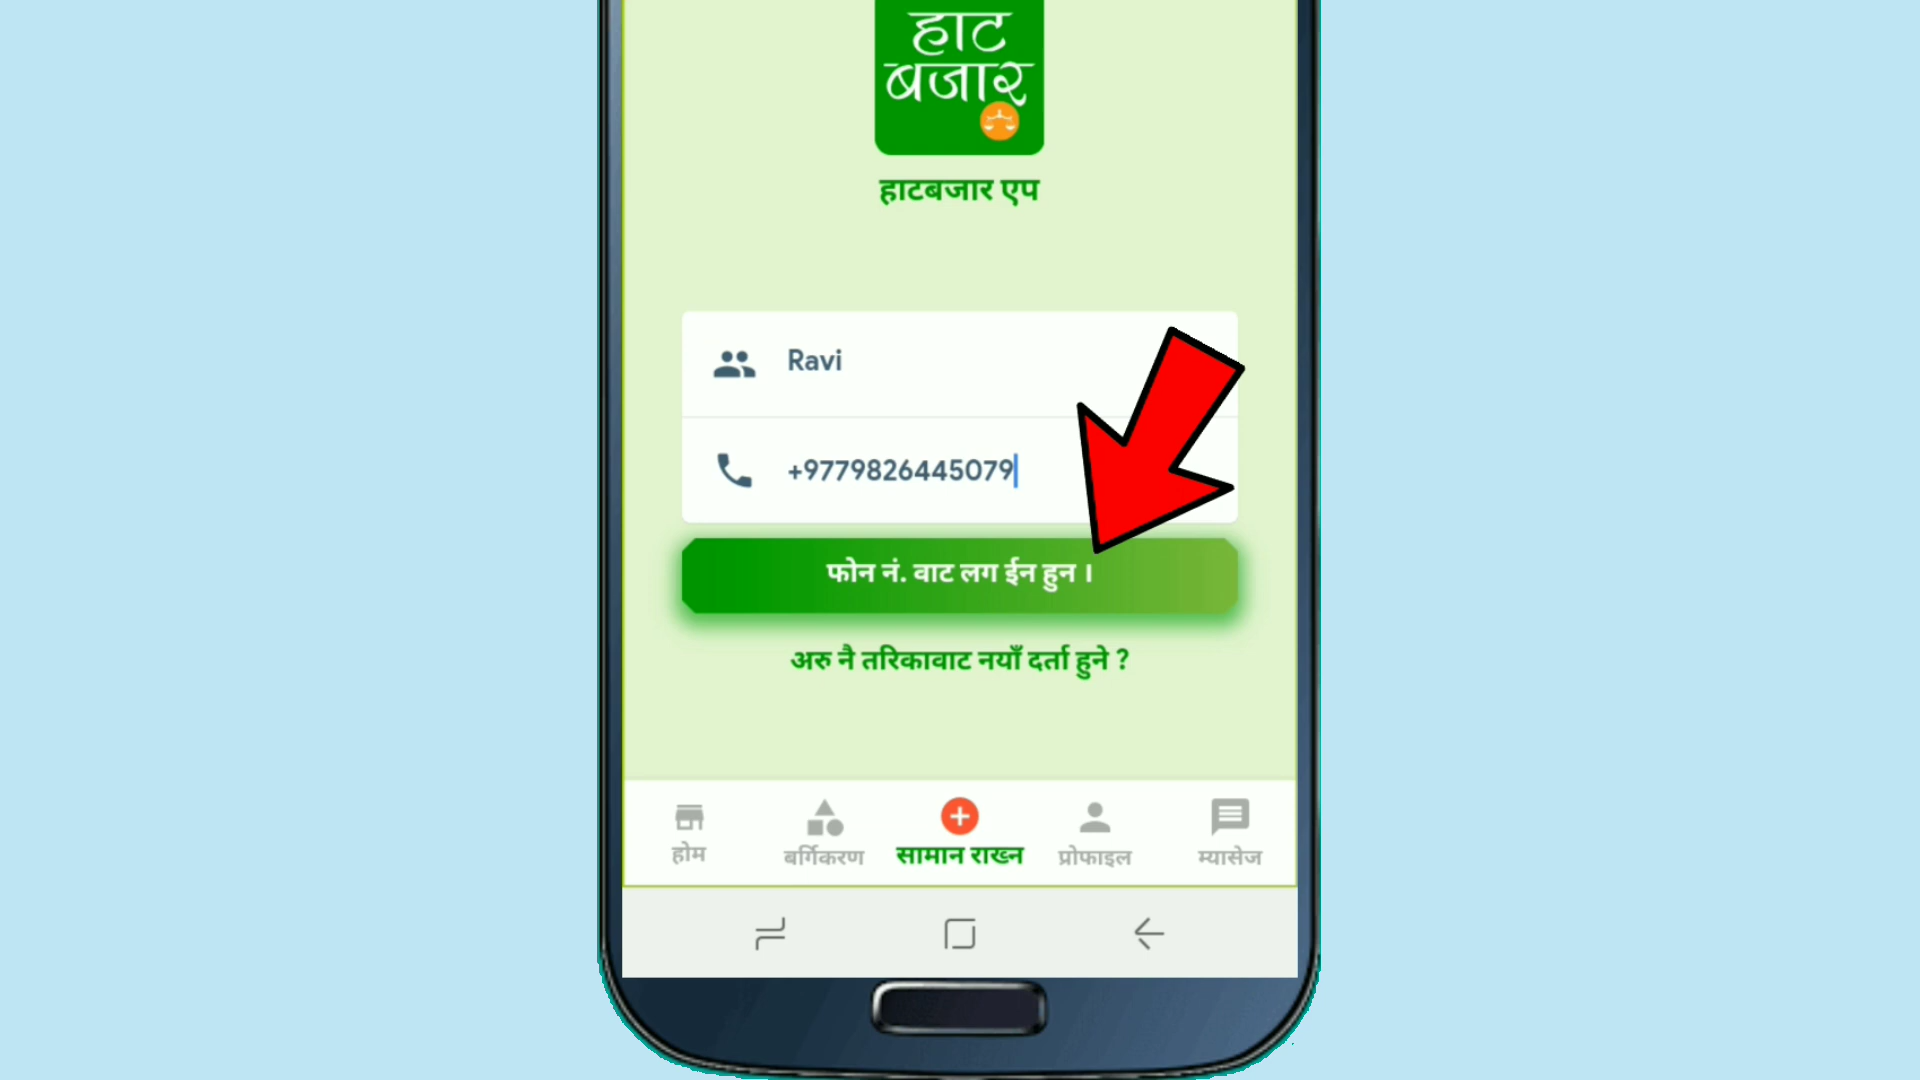 हाट
बजार
हाटबजार एप
Ravi
+9779826445079
फोन नं. वाट लग ईन हुन ।
अरु नै तरिकावाट नयाँ दर्ता हुने ?
होम
बर्गिकरण
सामान राख्न
प्रोफाइल
म्यासेज